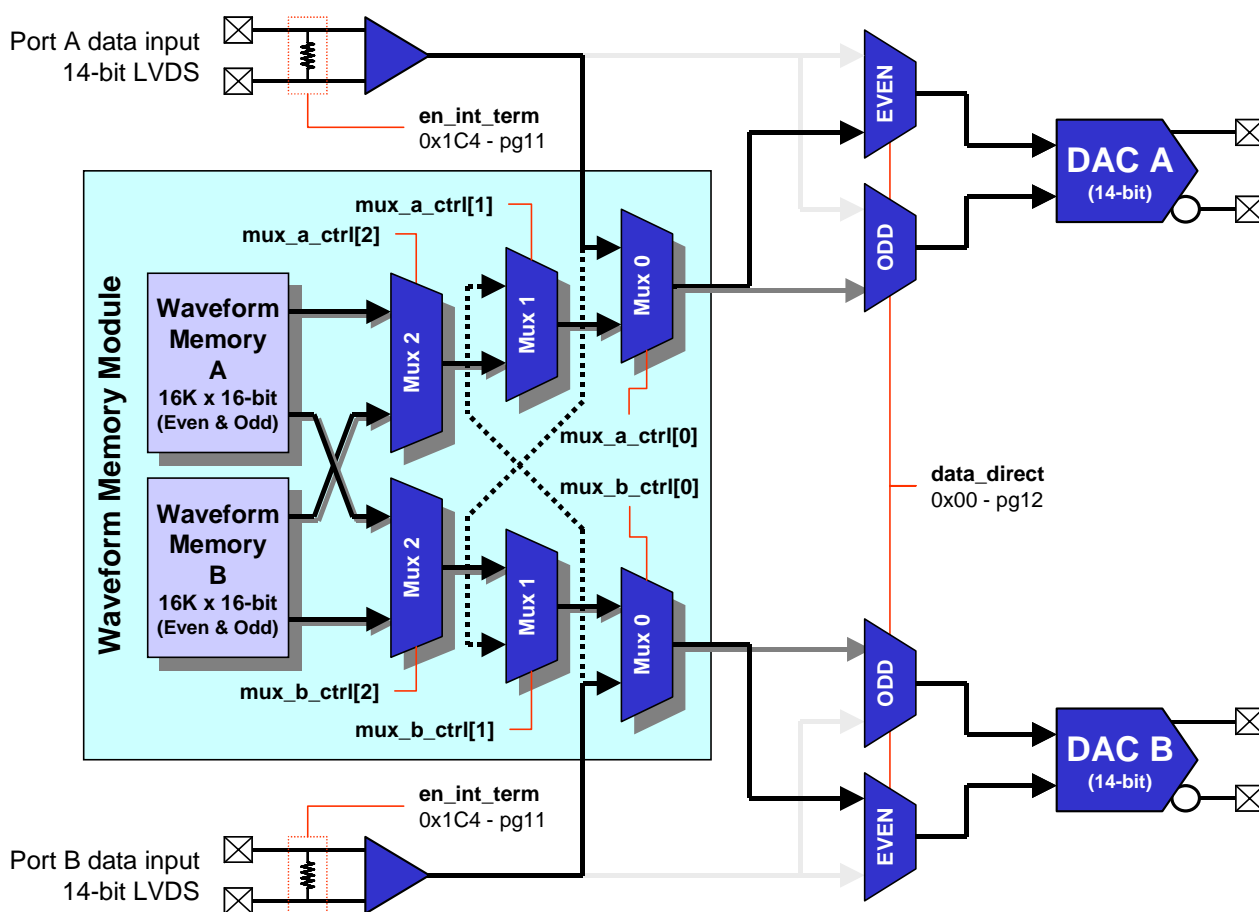 Port A data input
14-bit LVDS
en_int_term
0x1C4 - pg11
EVEN
ODD
DAC A
(14-bit)
Waveform Memory Module
mux_a_ctrl[1]
mux_a_ctrl[2]
Waveform
Memory
A
16K x 16-bit
(Even & Odd)
Mux 2
Mux 1
Mux 0
mux_a_ctrl[0]
mux_b_ctrl[0]
data_direct
0x00 - pg12
Waveform
Memory
B
16K x 16-bit
(Even & Odd)
Mux 2
Mux 1
Mux 0
mux_b_ctrl[2]
mux_b_ctrl[1]
ODD
EVEN
DAC B
(14-bit)
en_int_term
0x1C4 - pg11
Port B data input
14-bit LVDS